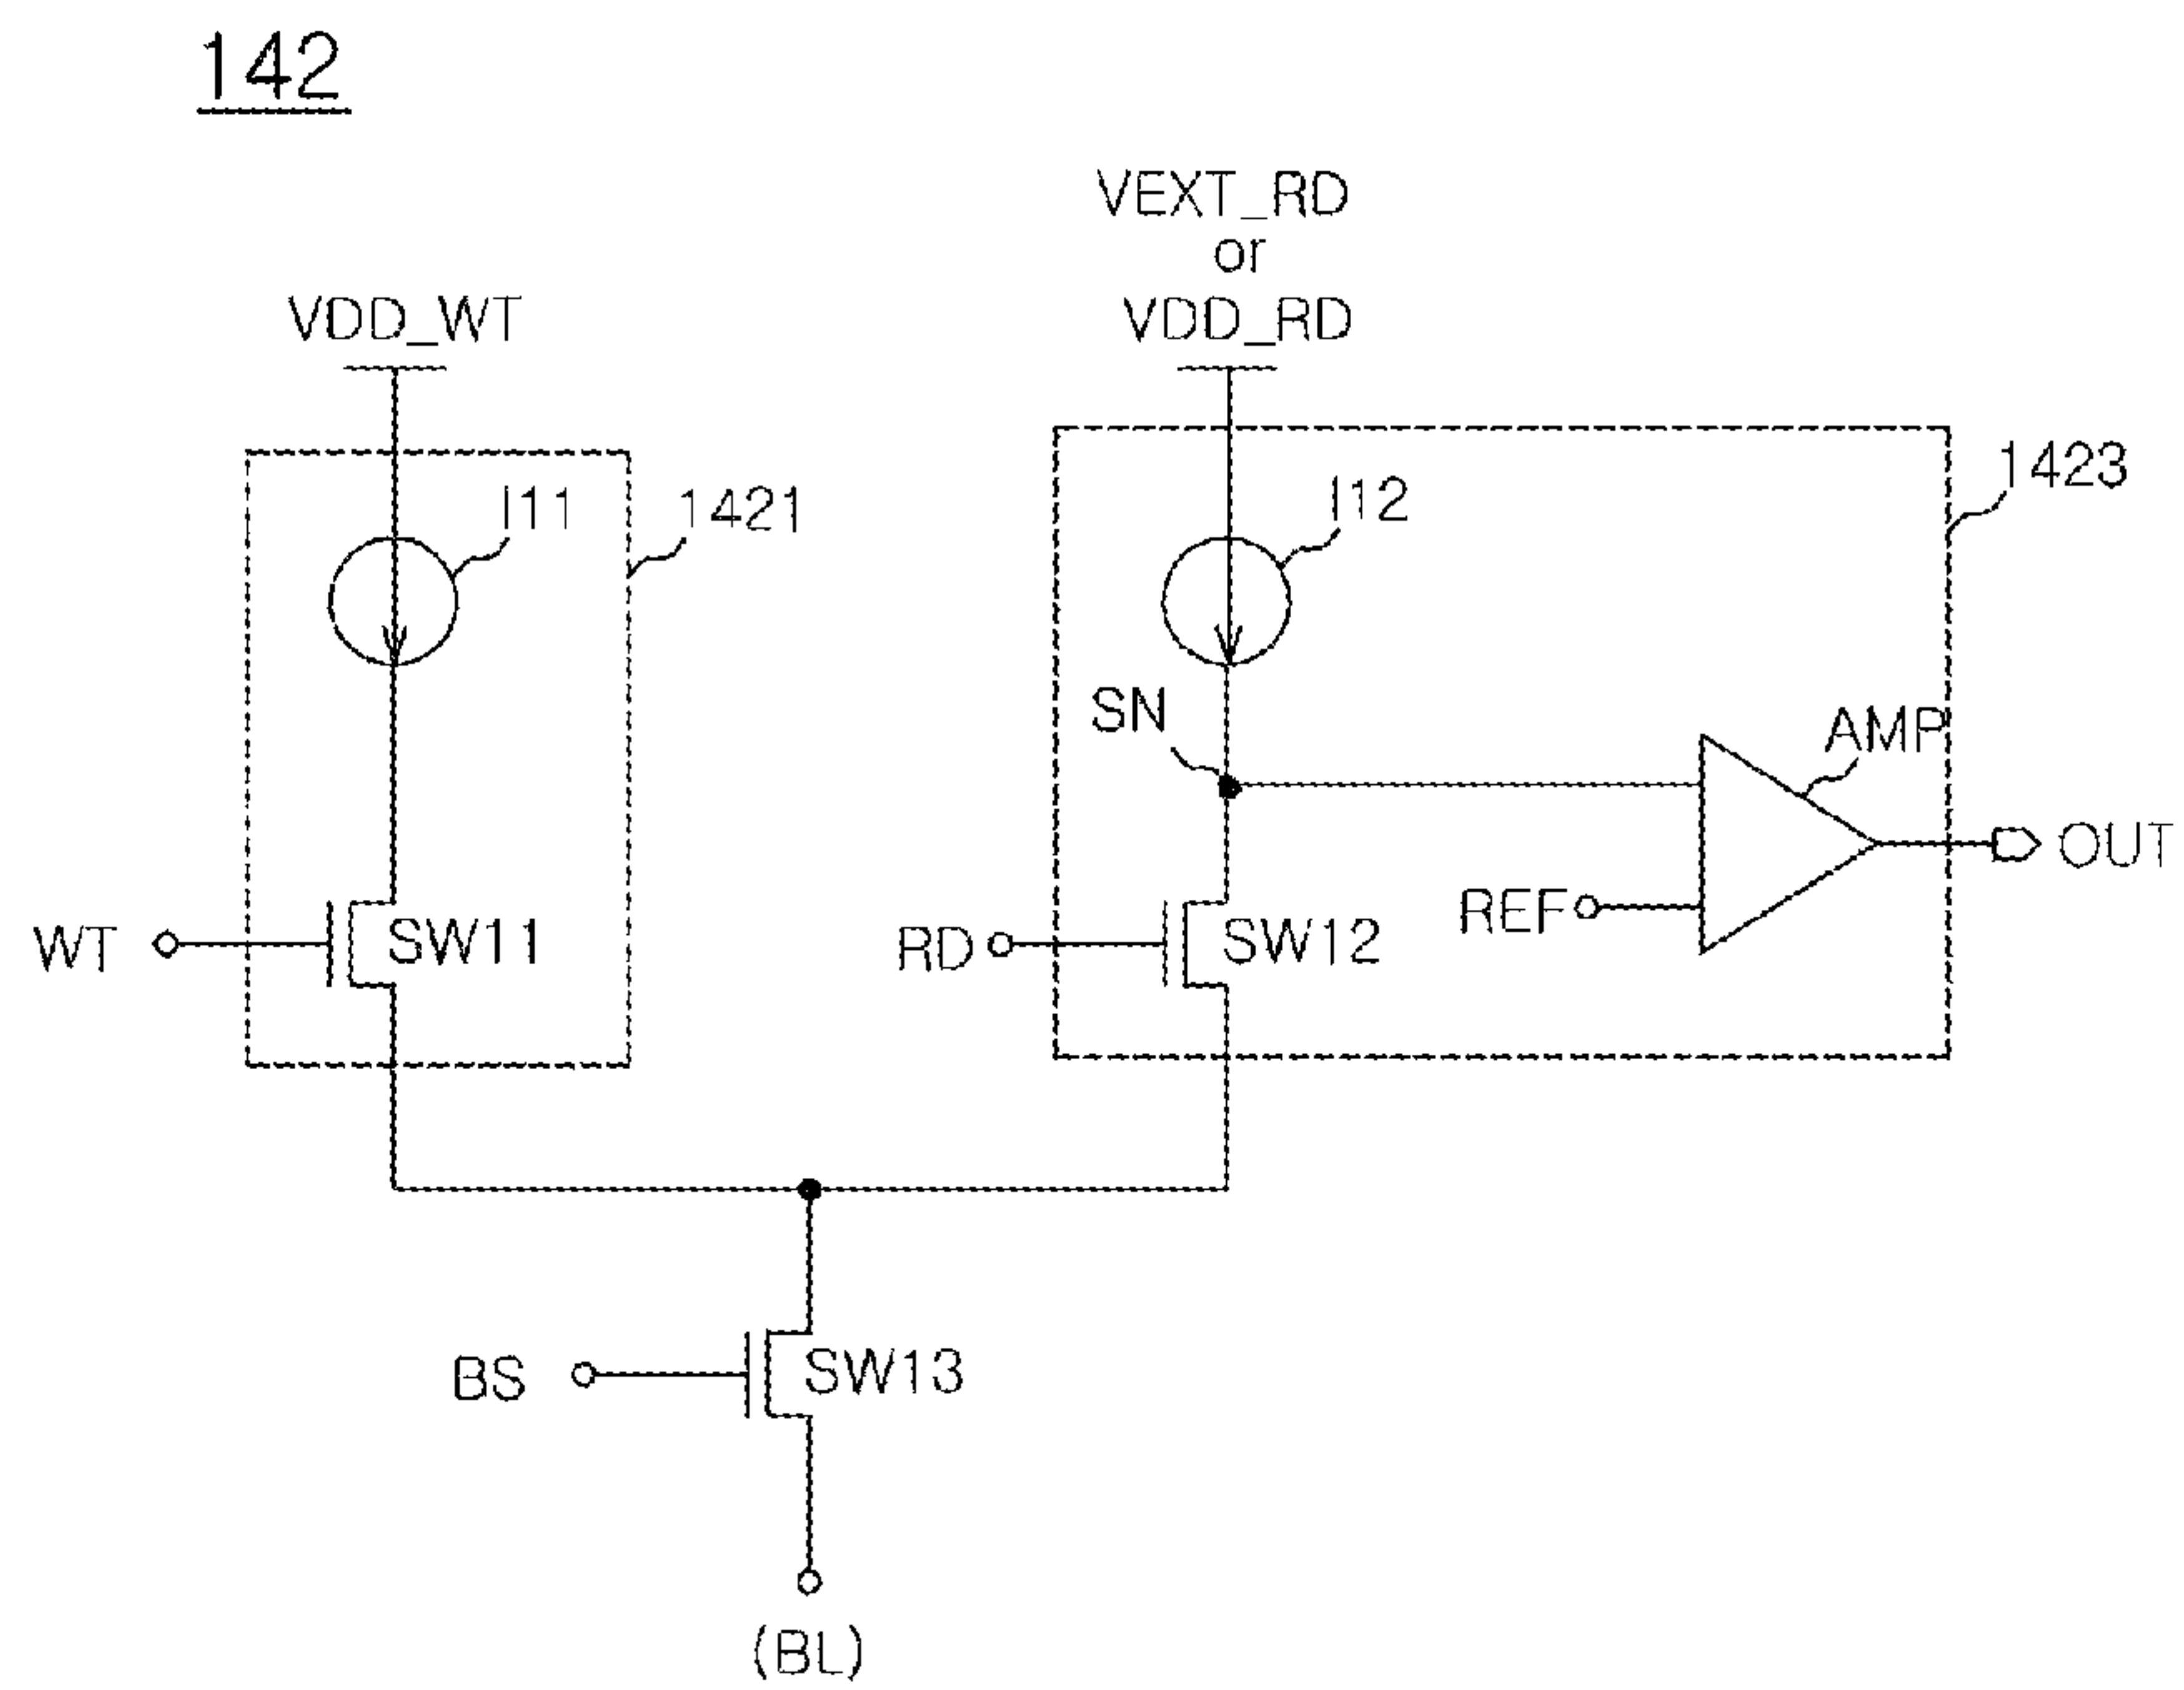 142
VEXT_RD
or
VDD_WT
VDD_RD
1423
I11
1421
I12
SN
AMP
OUT
REF
WT
SW11
RD
SW12
BS
SW13
(BL)